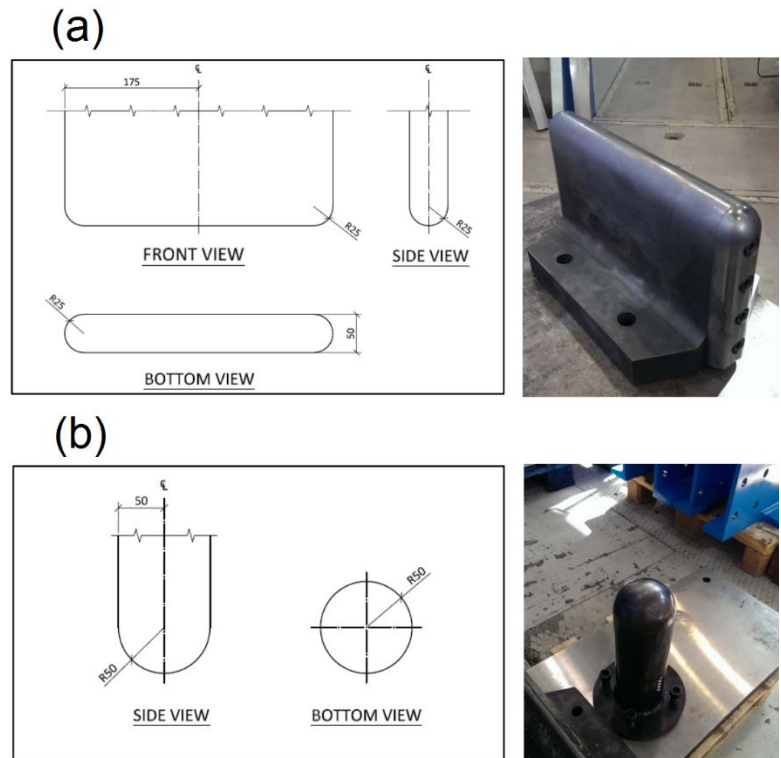 (a)
℄
℄
175
R25
R25
FRONT VIEW
SIDE VIEW
R25
50
BOTTOM VIEW
(b)
℄
50
R50
R50
SIDE VIEW
BOTTOM VIEW